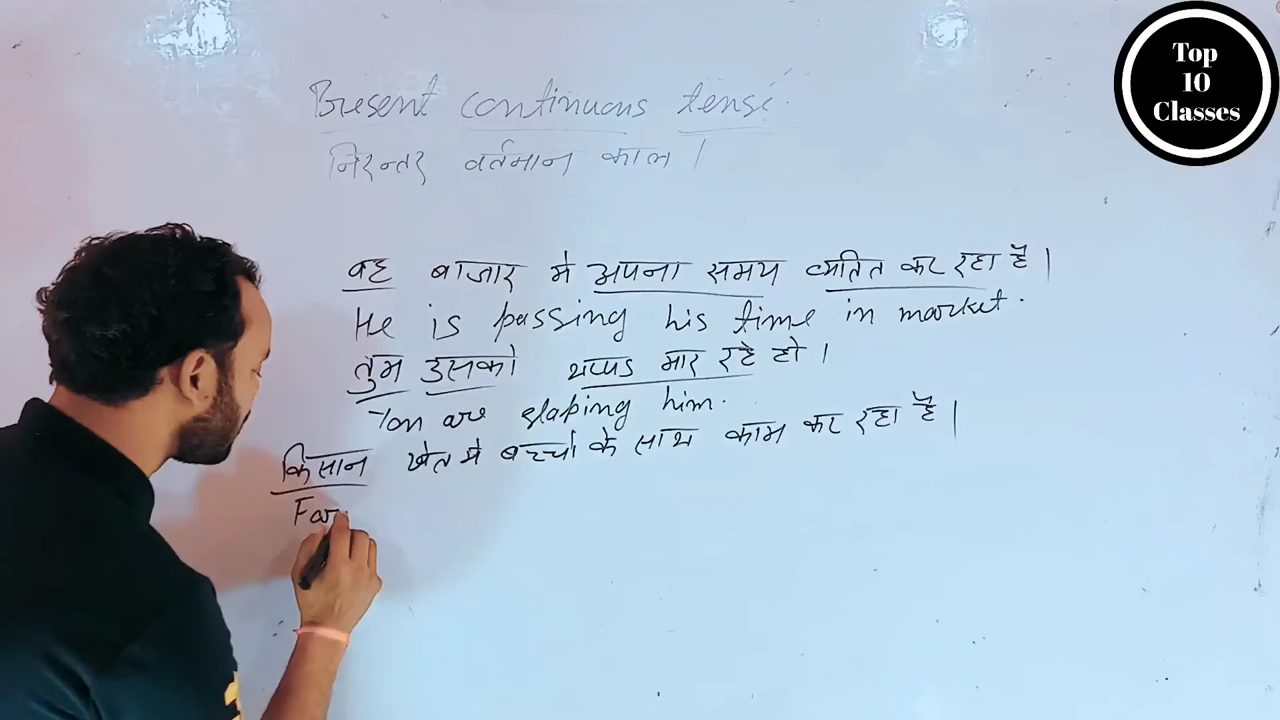 Top
10
Classes
Present continuous tense.
निरन्तर वर्तमान काल ।
वह बाजार मे अपना समय व्यतित कर रहा है ।
He is passing his time in market.
तुम उसको थप्पड मार रहे हो ।
You are slaping him.
किसान खेत मे बच्चो के साथ काम कर रहा है ।
Far